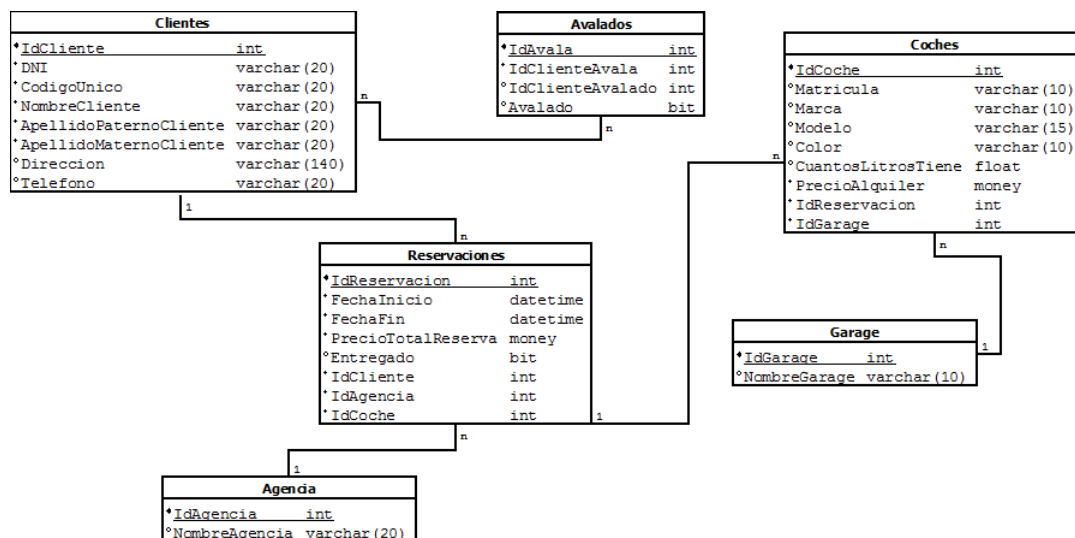 Clientes
*IdCliente int
*DNI varchar(20)
*CodigoUnico varchar(20)
*NombreCliente varchar(20)
*ApellidoPaternoCliente varchar(20)
*ApellidoMaternoCliente varchar(20)
°Direccion varchar(140)
°Telefono varchar(20)
n
1
Avalados
*IdAvala int
*IdClienteAvala int
°IdClienteAvalado int
°Avalado bit
n
Coches
*IdCoche int
°Matricula varchar(10)
°Marca varchar(10)
°Modelo varchar(15)
°Color varchar(10)
°CuantosLitrosTiene float
*PrecioAlquiler money
*IdReservacion int
*IdGarage int
n
n
n
Reservaciones
*IdReservacion int
*FechaInicio datetime
*FechaFin datetime
*PrecioTotalReserva money
°Entregado bit
*IdCliente int
*IdAgencia int
*IdCoche int
1
n
Garage
*IdGarage int
°NombreGarage varchar(10)
1
1
Agencia
*IdAgencia int
°NombreAgencia varchar(20)